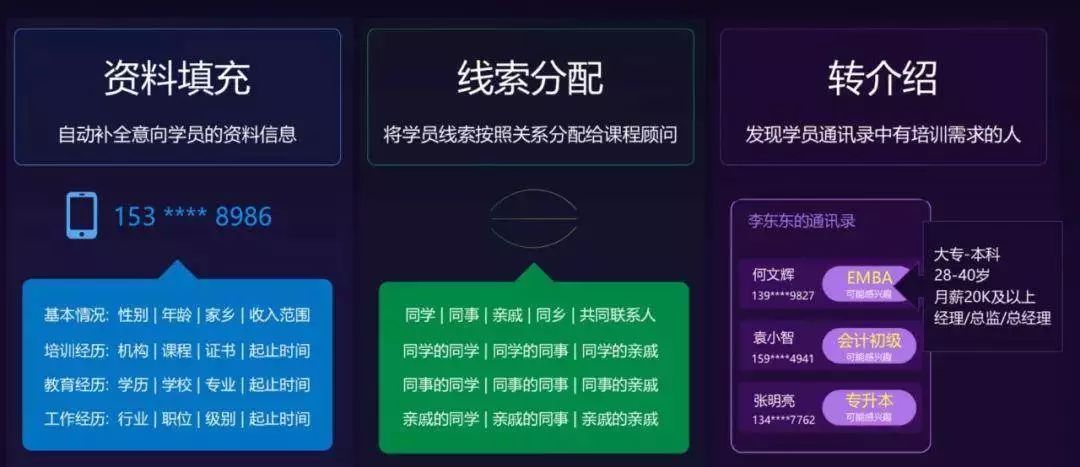 资料填充
自动补全意向学员的资料信息
153 **** 8986
基本情况: 性别 | 年龄 | 家乡 | 收入范围
培训经历: 机构 | 课程 | 证书 | 起止时间
教育经历: 学历 | 学校 | 专业 | 起止时间
工作经历: 行业 | 职位 | 级别 | 起止时间
线索分配
将学员线索按照关系分配给课程顾问
同学 | 同事 | 亲戚 | 同乡 | 共同联系人
同学的同学 | 同学的同事 | 同学的亲戚
同事的同学 | 同事的同事 | 同事的亲戚
亲戚的同学 | 亲戚的同事 | 亲戚的亲戚
转介绍
发现学员通讯录中有培训需求的人
李东东的通讯录
何文辉
139****9827
EMBA
可能感兴趣
袁小智
159****4941
会计初级
可能感兴趣
张明亮
134****7762
专升本
可能感兴趣
大专-本科
28-40岁
月薪20K及以上
经理/总监/总经理